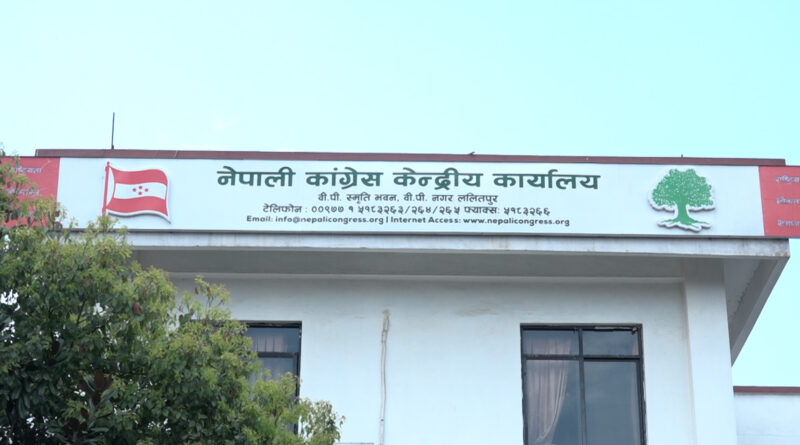 नेपाली कांग्रेस केन्द्रीय कार्यालय
बी.पी. स्मृति भवन, बी.पी. नगर ललितपुर
टेलिफोन : ००९७७ १ ५१८३२६३/२६४/२६५ फ्याक्स: ५१८३२६६
Email: info@nepalicongress.org | Internet Access: www.nepalicongress.org